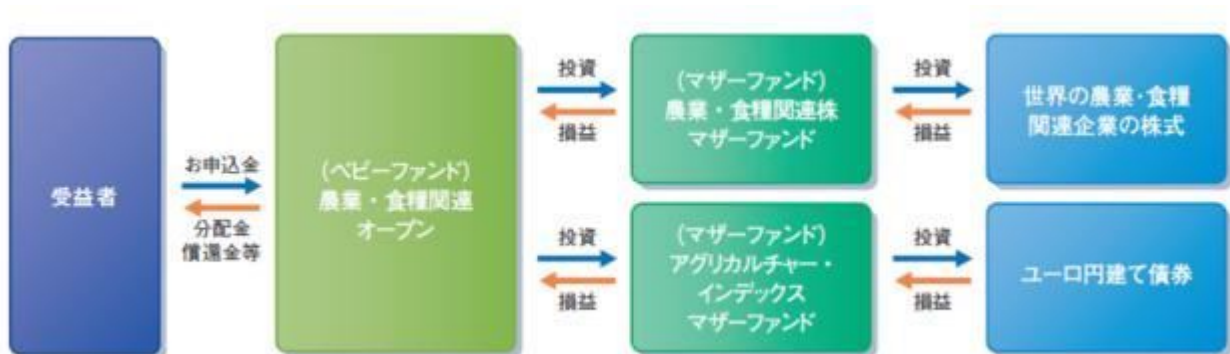 受益者
お申込金
分配金
償還金等
(ベビーファンド)
農業・食糧関連
オープン
投資
損益
(マザーファンド)
農業・食糧関連株
マザーファンド
投資
損益
世界の農業・食糧
関連企業の株式
投資
損益
(マザーファンド)
アグリカルチャー・
インデックス
マザーファンド
投資
損益
ユーロ円建て債券